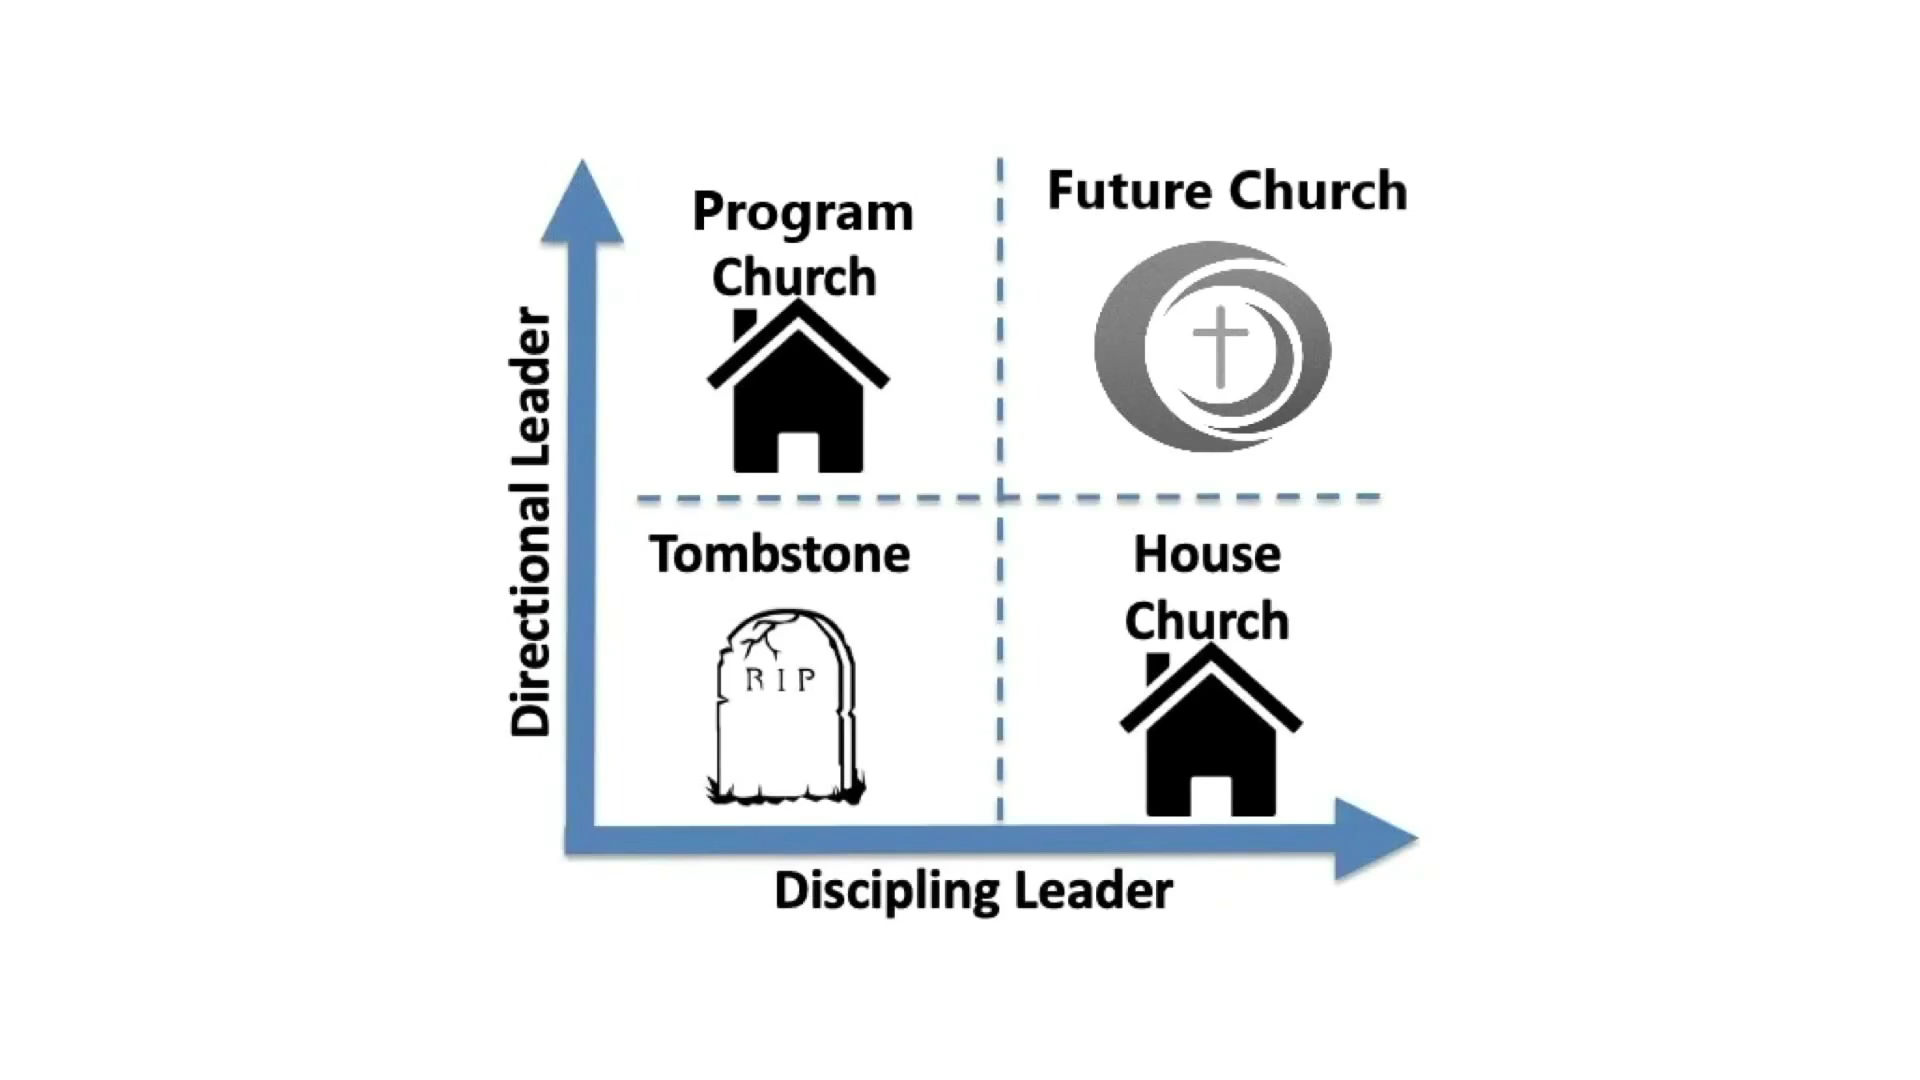 Program
Church
Future Church
Directional Leader
Tombstone
RIP
House
Church
Discipling Leader